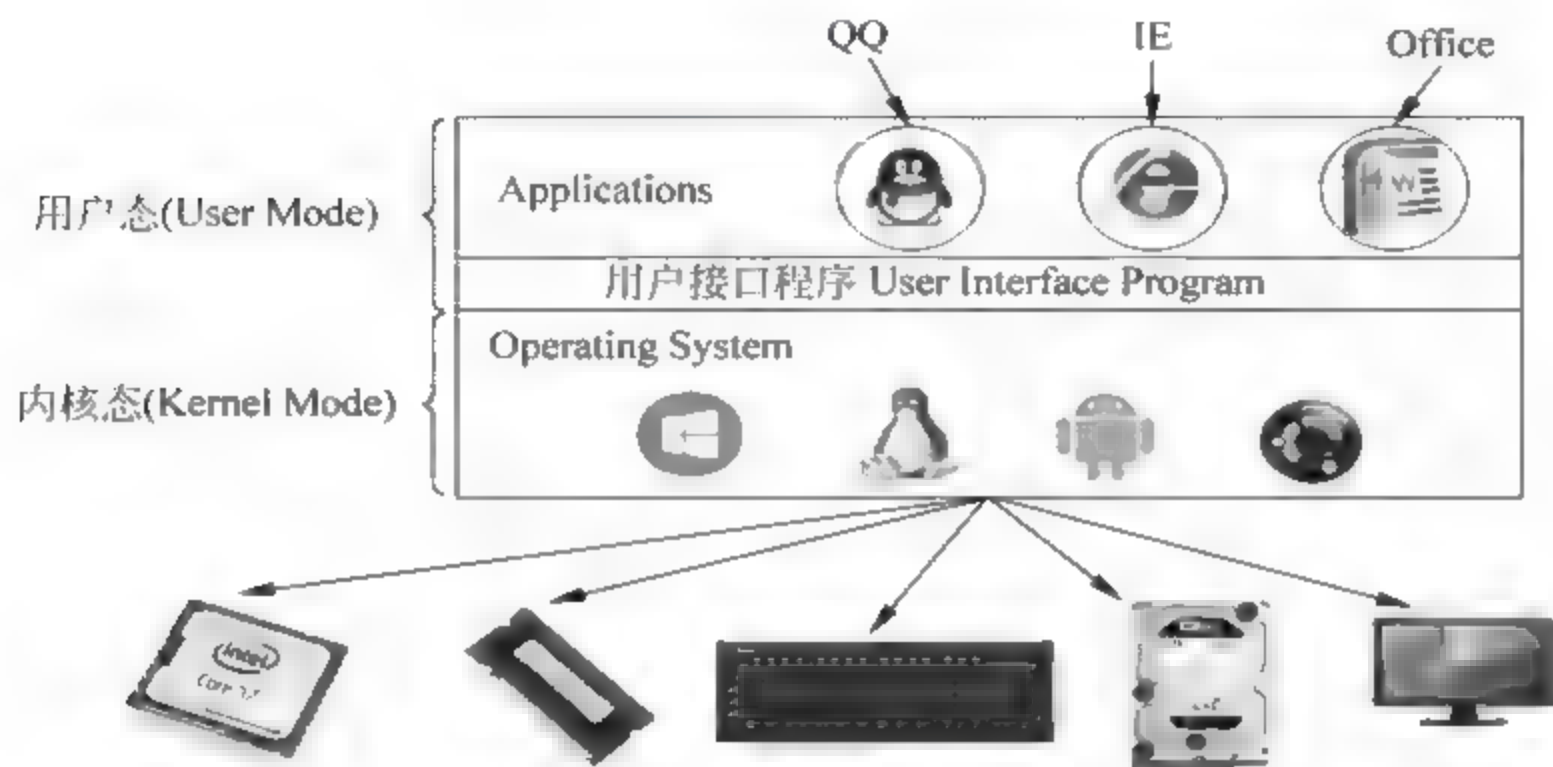 QQ
IE
Office
用户态(User Mode)
Applications
W
用户接口程序 User Interface Program
Operating System
内核态(Kernel Mode)
intel